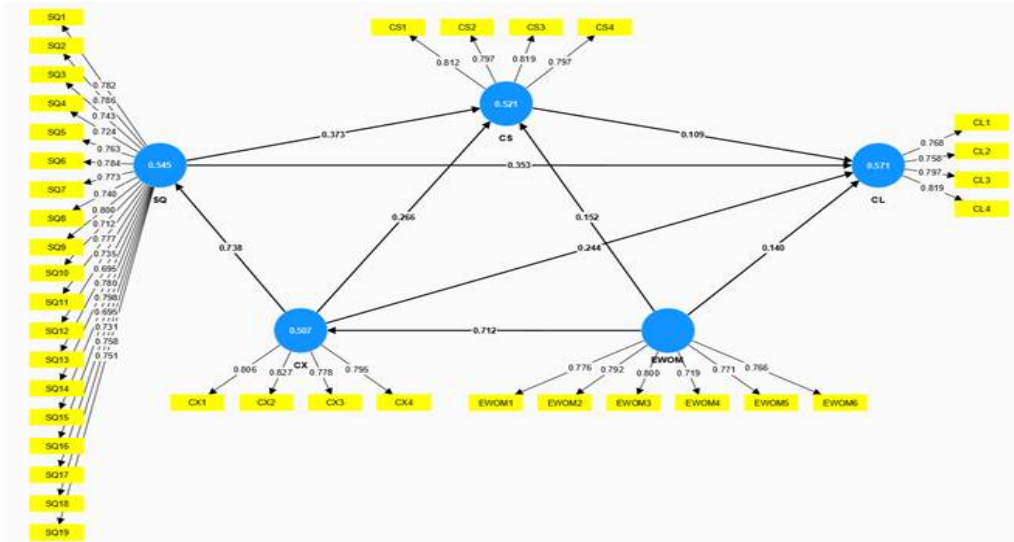 SQ1
SQ2
SQ3
SQ4
SQ5
SQ6
SQ7
SQ8
SQ9
SQ10
SQ11
SQ12
SQ13
SQ14
SQ15
SQ16
SQ17
SQ18
SQ19
0.782
0.786
0.743
0.724
0.763
0.784
0.773
0.740
0.800
0.712
0.777
0.735
0.695
0.780
0.798
0.695
0.731
0.758
0.751
0.545
SQ
CS1
CS2
CS3
CS4
0.812
0.797
0.819
0.797
0.521
CS
0.373
0.109
0.353
0.266
0.152
0.738
0.244
0.140
0.712
0.571
CL
0.768
0.758
0.797
0.819
CL1
CL2
CL3
CL4
0.507
CX
0.806
0.827
0.778
0.795
CX1
CX2
CX3
CX4
EWOM
0.776
0.792
0.800
0.719
0.771
0.766
EWOM1
EWOM2
EWOM3
EWOM4
EWOM5
EWOM6